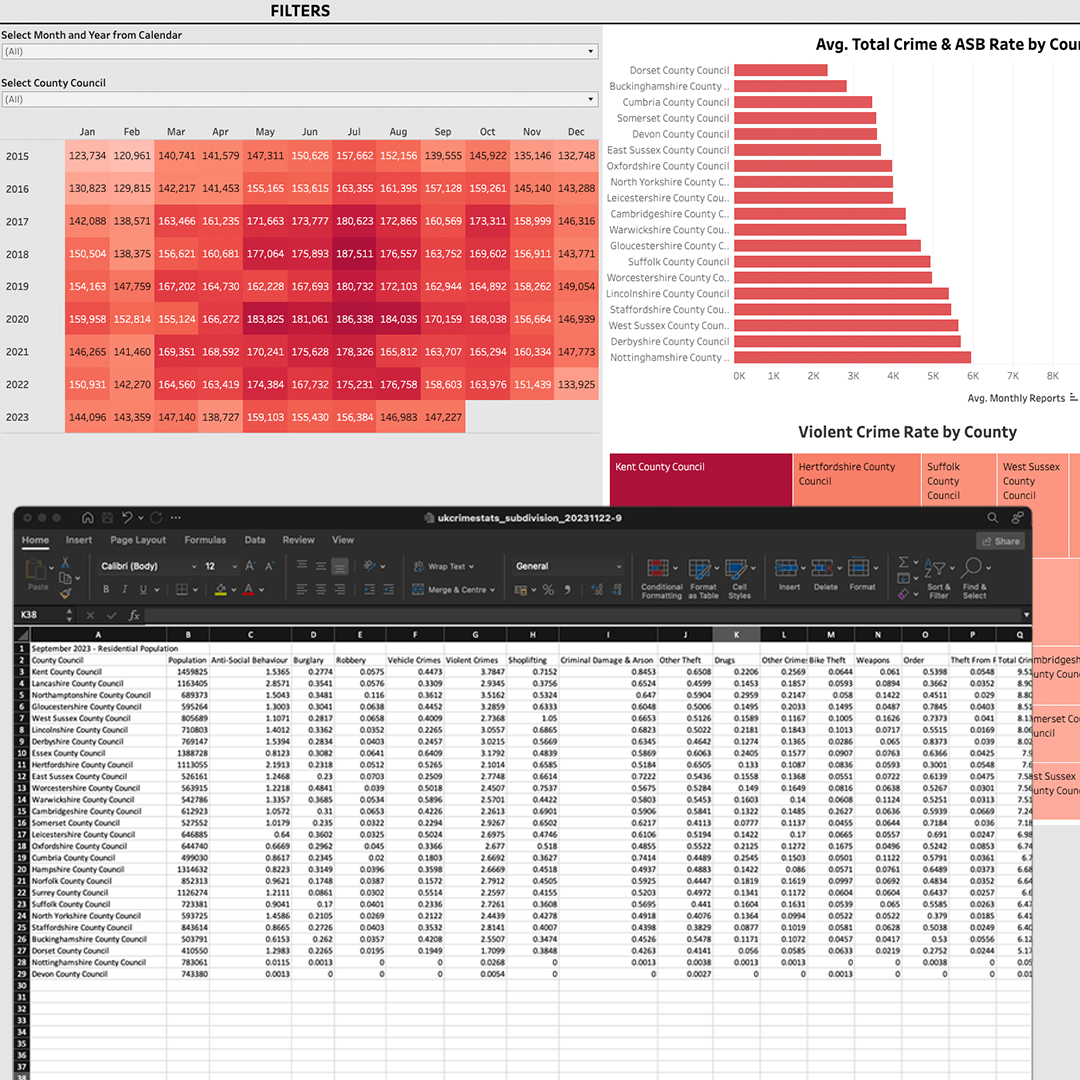 FILTERS
Select Month and Year from Calendar
(All)
Select County Council
(All)
Jan Feb Mar Apr May Jun Jul Aug Sep Oct Nov Dec
2015 123,734 120,961 140,741 141,579 147,311 150,626 157,662 152,156 139,555 145,922 135,146 132,748
2016 130,823 129,815 142,217 141,453 155,165 153,615 163,355 161,395 157,128 159,261 145,140 143,288
2017 142,088 138,571 163,466 161,235 171,663 173,777 180,623 172,865 160,569 173,311 158,999 146,316
2018 150,504 138,375 156,621 160,681 177,064 175,893 187,511 176,557 163,752 169,602 156,911 143,771
2019 154,163 147,759 167,202 164,730 162,228 167,693 180,732 172,103 162,944 164,892 158,262 149,054
2020 159,958 152,814 155,124 166,272 183,825 181,061 186,338 184,035 170,159 168,038 156,664 146,939
2021 146,265 141,460 169,351 168,592 170,241 175,628 178,326 165,812 163,707 165,294 160,334 147,773
2022 150,931 142,270 164,560 163,419 174,384 167,732 175,231 176,758 158,603 163,976 151,439 133,925
2023 144,096 143,359 147,140 138,727 159,103 155,430 156,384 146,983 147,227
Avg. Total Crime & ASB Rate by Cou
Dorset County Council
Buckinghamshire County ..
Cumbria County Council
Somerset County Council
Devon County Council
East Sussex County Council
Oxfordshire County Council
North Yorkshire County C..
Leicestershire County Cou..
Cambridgeshire County C..
Warwickshire County Cou..
Gloucestershire County C..
Suffolk County Council
Worcestershire County Co..
Lincolnshire County Council
Staffordshire County Cou..
West Sussex County Coun..
Derbyshire County Council
Nottinghamshire County ..
0K 1K 2K 3K 4K 5K 6K 7K 8K
Avg. Monthly Reports
Violent Crime Rate by County
Kent County Council
Hertfordshire County
Council
Suffolk
County
Council
West Sussex
County
Council
mbridgesh
unty Counc
merset Cou
uncil
st Sussex
unty Coun
ukcrimestats_subdivision_20231122-9
Home Insert Page Layout Formulas Data Review View
Share
Paste
Calibri (Body) 12
B I U
Wrap Text
Merge & Centre
General
Conditional
Formatting
Format
as Table
Cell
Styles
Insert
Delete
Format
Sort &
Filter
Find &
Select
K38
fx
A B C D E F G H I J K L M N O P Q
1 September 2023 - Residential Population
2 County Council Population Anti-Social Behaviour Burglary Robbery Vehicle Crimes Violent Crimes Shoplifting Criminal Damage & Arson Other Theft Drugs Other Crimes Bike Theft Weapons Order Theft From F Total Crim
3 Kent County Council 1459825 1.5365 0.2774 0.0575 0.4473 3.7847 0.7152 0.8453 0.6508 0.2206 0.2569 0.0644 0.061 0.5398 0.0548 9.51
4 Lancashire County Council 1163405 2.8571 0.3541 0.0576 0.3309 2.9345 0.3756 0.6524 0.4599 0.1453 0.1857 0.0593 0.0894 0.3662 0.0352 8.90
5 Northamptonshire County Council 689373 1.5043 0.3481 0.116 0.3612 3.5162 0.5324 0.647 0.5904 0.2959 0.2147 0.058 0.1422 0.4511 0.029 8.80
6 Gloucestershire County Council 595264 1.3003 0.3041 0.0638 0.4452 3.2859 0.6333 0.6048 0.5006 0.1495 0.2033 0.1495 0.0487 0.7845 0.0403 8.51
7 West Sussex County Council 805689 1.1071 0.2817 0.0658 0.4009 2.7368 1.05 0.6653 0.5126 0.1589 0.1167 0.1005 0.1626 0.7373 0.041 8.13
8 Lincolnshire County Council 710803 1.4012 0.3362 0.0352 0.2265 3.0557 0.6865 0.6823 0.5022 0.2181 0.1843 0.1013 0.0717 0.5515 0.0169 8.06
9 Derbyshire County Council 769147 1.5394 0.2834 0.0403 0.2457 3.0215 0.5669 0.6345 0.4642 0.1274 0.1365 0.0286 0.065 0.8373 0.039 8.02
10 Essex County Council 1388728 0.8123 0.3082 0.0641 0.6409 3.1792 0.4839 0.5869 0.6063 0.2405 0.1577 0.0907 0.0763 0.6366 0.0425 7.9
11 Hertfordshire County Council 1113055 2.1913 0.2318 0.0512 0.5265 2.1014 0.6585 0.5184 0.6505 0.133 0.1087 0.0836 0.0593 0.3001 0.0548 7.6
12 East Sussex County Council 526161 1.2468 0.23 0.0703 0.2509 2.7748 0.6614 0.7222 0.5436 0.1558 0.1368 0.0551 0.0722 0.6139 0.0475 7.58
13 Worcestershire County Council 563915 1.2218 0.4841 0.039 0.5018 2.4507 0.7537 0.5675 0.5284 0.149 0.1649 0.0816 0.0638 0.5267 0.0301 7.56
14 Warwickshire County Council 542786 1.3357 0.3685 0.0534 0.5896 2.5701 0.4422 0.5803 0.5453 0.1603 0.14 0.0608 0.1124 0.5251 0.0313 7.51
15 Cambridgeshire County Council 612923 1.0572 0.31 0.0653 0.4226 2.2613 0.6901 0.5906 0.5841 0.1322 0.1485 0.2627 0.0636 0.5939 0.0669 7.24
16 Somerset County Council 527552 1.0179 0.235 0.0322 0.2294 2.9267 0.6502 0.6217 0.4113 0.0777 0.1137 0.0455 0.0644 0.7184 0.036 7.18
17 Leicestershire County Council 646885 0.64 0.3602 0.0325 0.5024 2.6975 0.4746 0.6106 0.5194 0.1422 0.17 0.0665 0.0557 0.691 0.0247 6.98
18 Oxfordshire County Council 644740 0.6669 0.2962 0.045 0.3366 2.677 0.518 0.4855 0.5522 0.2125 0.1272 0.1675 0.0496 0.5242 0.0853 6.74
19 Cumbria County Council 499030 0.8617 0.2345 0.02 0.1803 2.6692 0.3627 0.7414 0.4489 0.2545 0.1503 0.0501 0.1122 0.5791 0.0361 6.7
20 Hampshire County Council 1314632 0.8223 0.3149 0.0396 0.3598 2.6669 0.4518 0.4937 0.4883 0.1422 0.086 0.0571 0.0761 0.6489 0.0373 6.68
21 Norfolk County Council 852313 0.9621 0.1748 0.0387 0.1572 2.7912 0.4505 0.5925 0.4447 0.1819 0.1619 0.0997 0.0692 0.4834 0.0352 6.64
22 Surrey County Council 1126274 1.2111 0.0861 0.0302 0.5514 2.2597 0.4155 0.5203 0.4972 0.1341 0.1172 0.0604 0.0604 0.6437 0.0257 6.6
23 Suffolk County Council 723381 0.9041 0.17 0.0401 0.2336 2.7261 0.3608 0.5695 0.441 0.1604 0.1631 0.0539 0.065 0.5585 0.0263 6.47
24 North Yorkshire County Council 593725 1.4586 0.2105 0.0269 0.2122 2.4439 0.4278 0.4918 0.4076 0.1364 0.0994 0.0522 0.0522 0.379 0.0185 6.41
25 Staffordshire County Council 843614 0.8665 0.2726 0.0403 0.3532 2.8141 0.4007 0.4398 0.3829 0.0877 0.1019 0.0581 0.0628 0.5038 0.0249 6.40
26 Buckinghamshire County Council 503791 0.6153 0.262 0.0357 0.4208 2.5507 0.3474 0.4526 0.5478 0.1171 0.1072 0.0457 0.0417 0.53 0.0556 6.12
27 Dorset County Council 410550 1.2983 0.2265 0.0195 0.1949 1.7099 0.3848 0.4263 0.4141 0.056 0.0585 0.0633 0.0219 0.2752 0.0244 5.17
28 Nottinghamshire County Council 783061 0.0115 0.0013 0 0 0.0268 0 0.0013 0.0038 0.0013 0.0013 0 0 0.0038 0 0.05
29 Devon County Council 743380 0.0013 0 0 0 0.0054 0 0 0.0027 0 0 0.0013 0 0 0 0.01
30
31
32
33
34
35
36
37
38